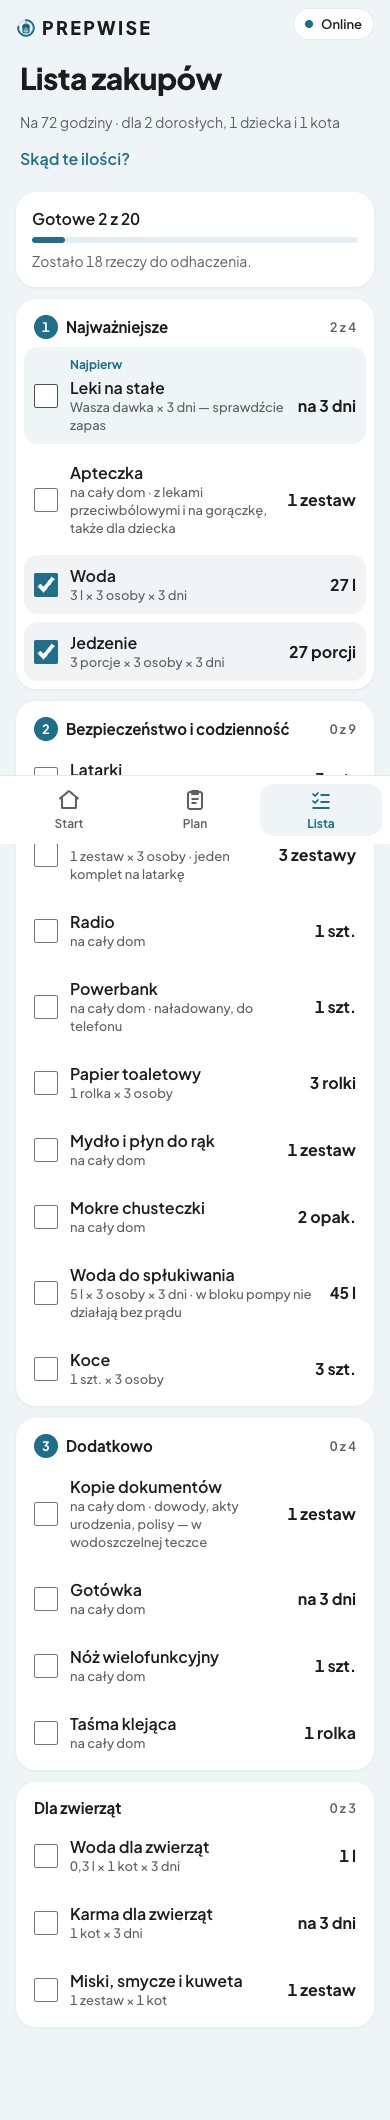 PREPWISE
Online
Lista zakupów
Na 72 godziny · dla 2 dorosłych, 1 dziecka i 1 kota
Skąd te ilości?
Gotowe 2 z 20
Zostało 18 rzeczy do odhaczenia.
1 Najważniejsze 2 z 4
Najpierw
Leki na stałe
Wasza dawka × 3 dni — sprawdźcie
zapas
na 3 dni
Apteczka
na cały dom · z lekami
przeciwbólowymi i na gorączkę,
także dla dziecka
1 zestaw
Woda
3 l × 3 osoby × 3 dni
27 l
Jedzenie
3 porcje × 3 osoby × 3 dni
27 porcji
2 Bezpieczeństwo i codzienność 0 z 9
Latarki
Start
Plan
Lista
1 zestaw × 3 osoby · jeden
komplet na latarkę
3 zestawy
Radio
na cały dom
1 szt.
Powerbank
na cały dom · naładowany, do
telefonu
1 szt.
Papier toaletowy
1 rolka × 3 osoby
3 rolki
Mydło i płyn do rąk
na cały dom
1 zestaw
Mokre chusteczki
na cały dom
2 opak.
Woda do spłukiwania
5 l × 3 osoby × 3 dni · w bloku pompy nie
działają bez prądu
45 l
Koce
1 szt. × 3 osoby
3 szt.
3 Dodatkowo 0 z 4
Kopie dokumentów
na cały dom · dowody, akty
urodzenia, polisy — w
wodoszczelnej teczce
1 zestaw
Gotówka
na cały dom
na 3 dni
Nóż wielofunkcyjny
na cały dom
1 szt.
Taśma klejąca
na cały dom
1 rolka
Dla zwierząt 0 z 3
Woda dla zwierząt
0,3 l × 1 kot × 3 dni
1 l
Karma dla zwierząt
1 kot × 3 dni
na 3 dni
Miski, smycze i kuweta
1 zestaw × 1 kot
1 zestaw